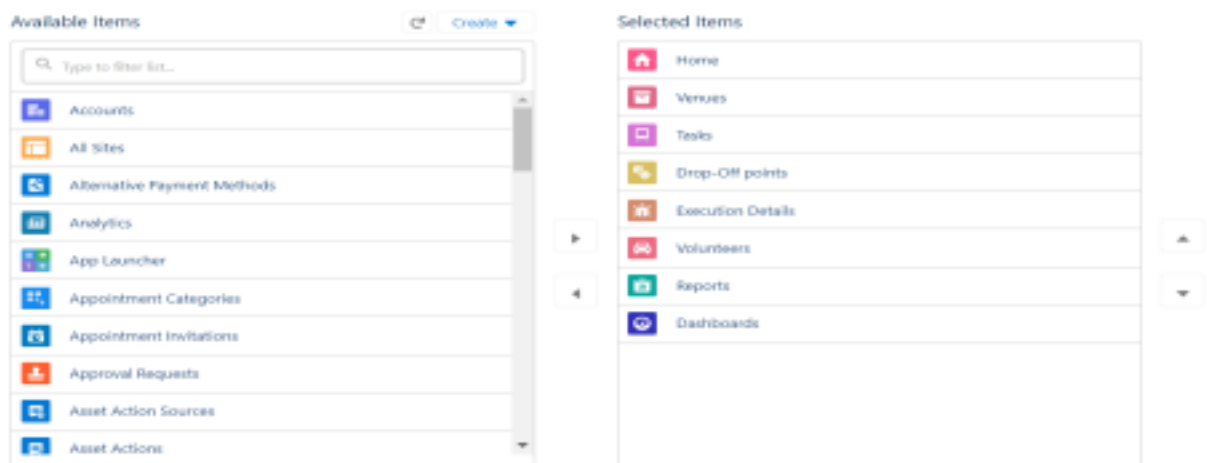 Available Items
Create
Type to filter list...
Accounts
All Sites
Alternative Payment Methods
Analytics
App Launcher
Appointment Categories
Appointment Invitations
Approval Requests
Asset Action Sources
Asset Actions
Selected Items
Home
Venues
Tasks
Drop-Off points
Execution Details
Volunteers
Reports
Dashboards